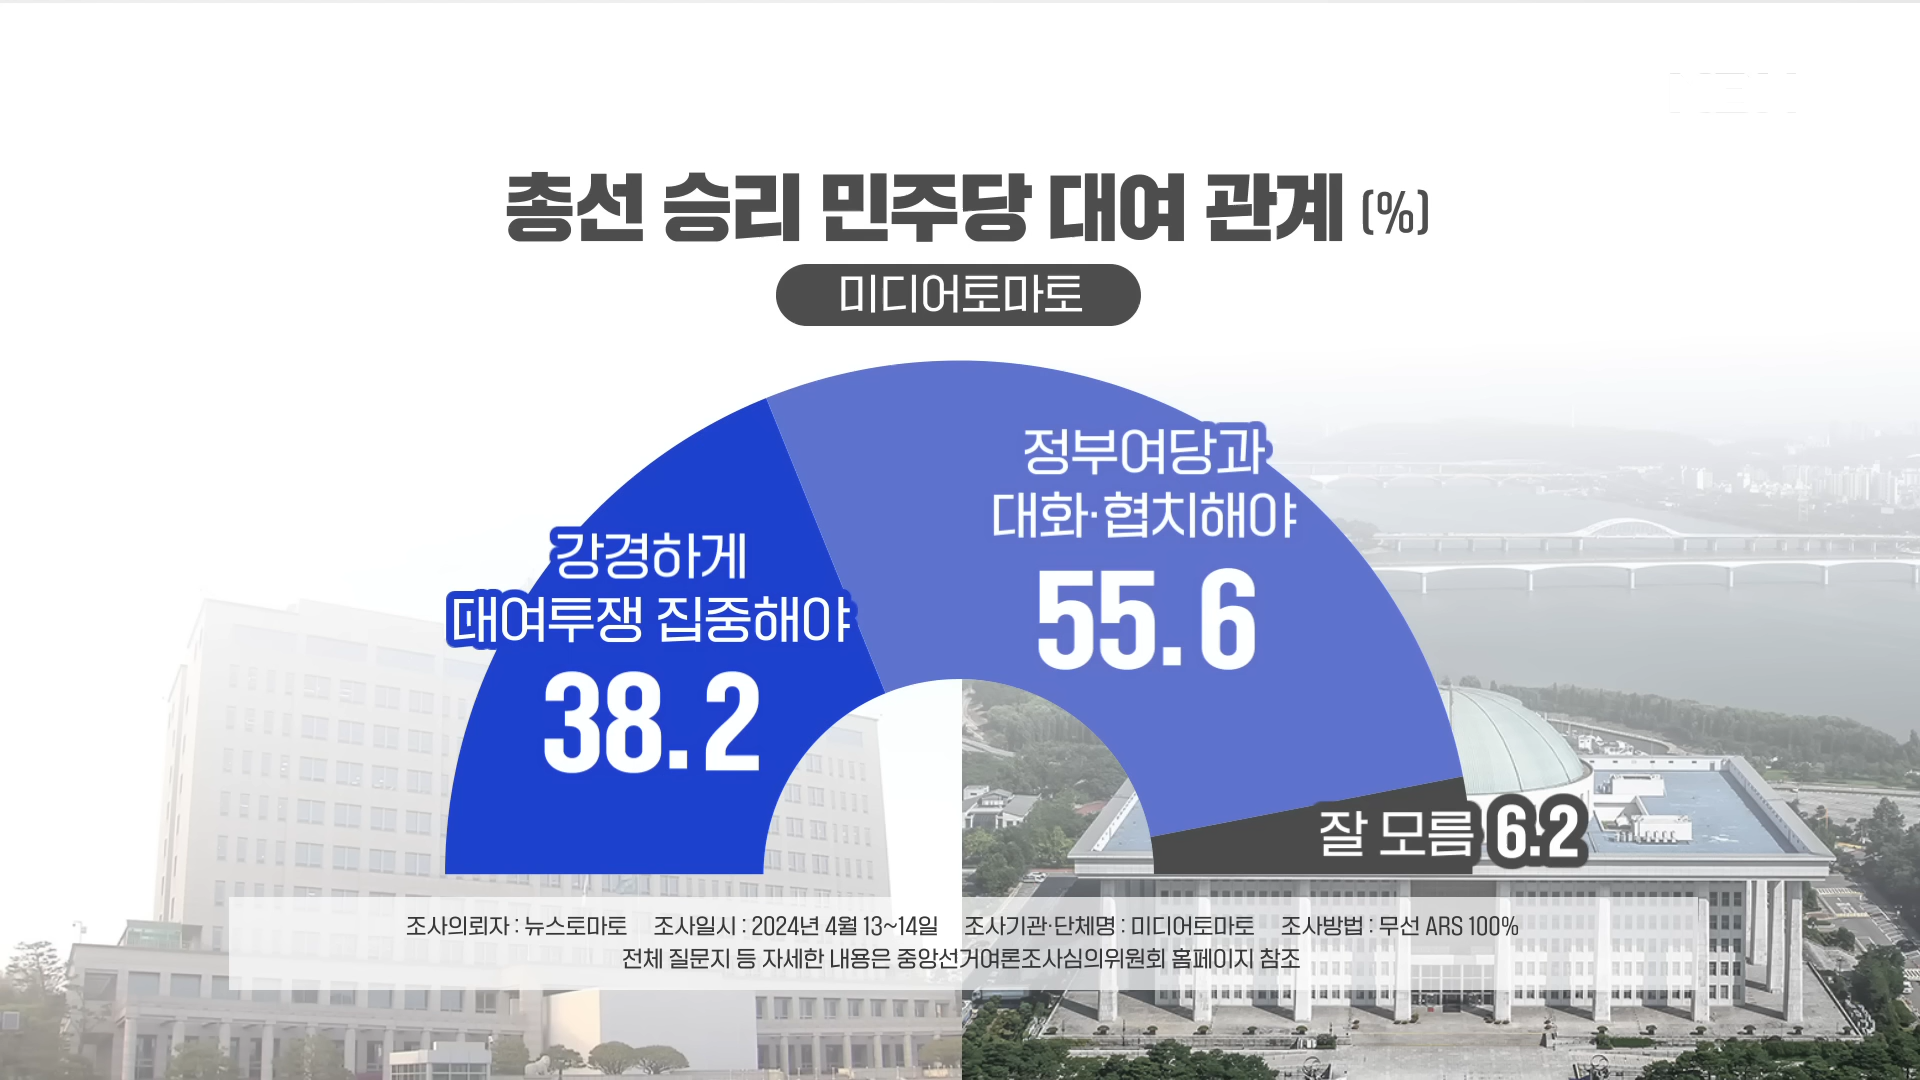 총선 승리 민주당 대여 관계 (%)
미디어토마토
정부여당과
대화·협치해야
55.6
강경하게
대여투쟁 집중해야
38.2
잘 모름 6.2
조사의뢰자 : 뉴스토마토 조사일시 : 2024년 4월 13~14일 조사기관·단체명 : 미디어토마토 조사방법 : 무선 ARS 100%
전체 질문지 등 자세한 내용은 중앙선거여론조사심의위원회 홈페이지 참조